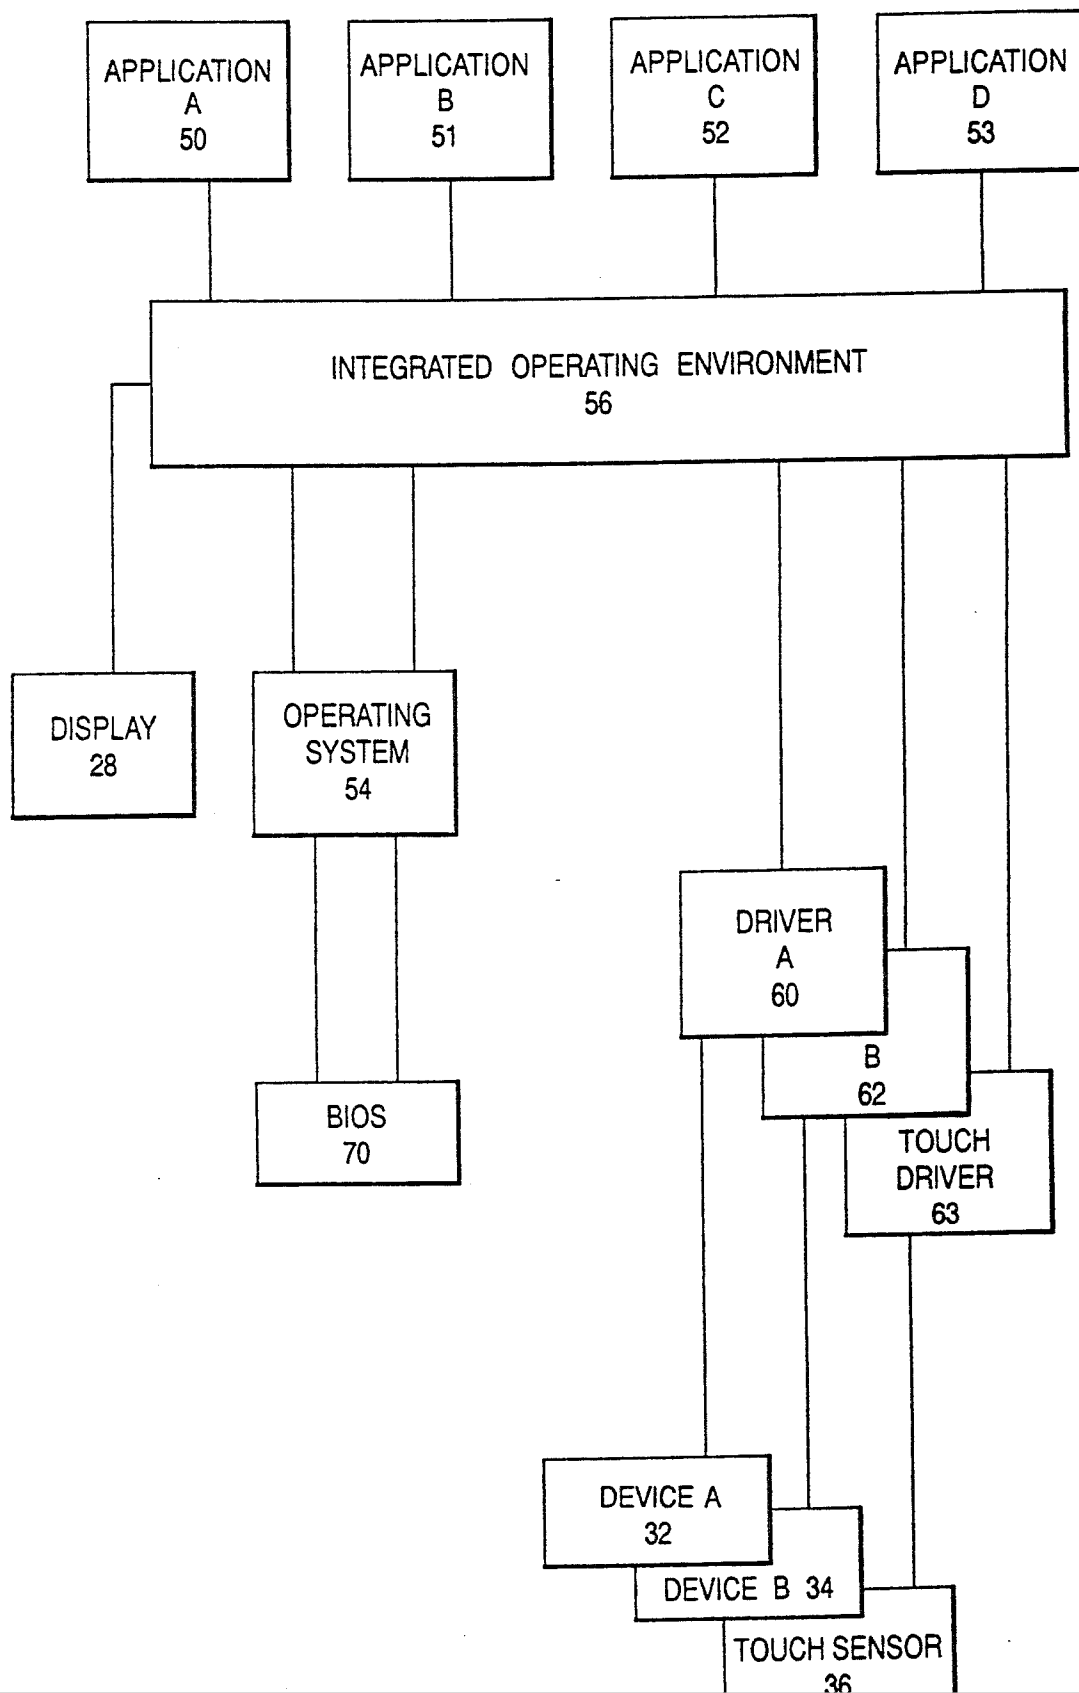 APPLICATION
A
50
APPLICATION
B
51
APPLICATION
C
52
APPLICATION
D
53
INTEGRATED OPERATING ENVIRONMENT
56
DISPLAY
28
OPERATING
SYSTEM
54
DRIVER
A
60
B
62
BIOS
70
TOUCH
DRIVER
63
DEVICE A
32
DEVICE B 34
TOUCH SENSOR
36